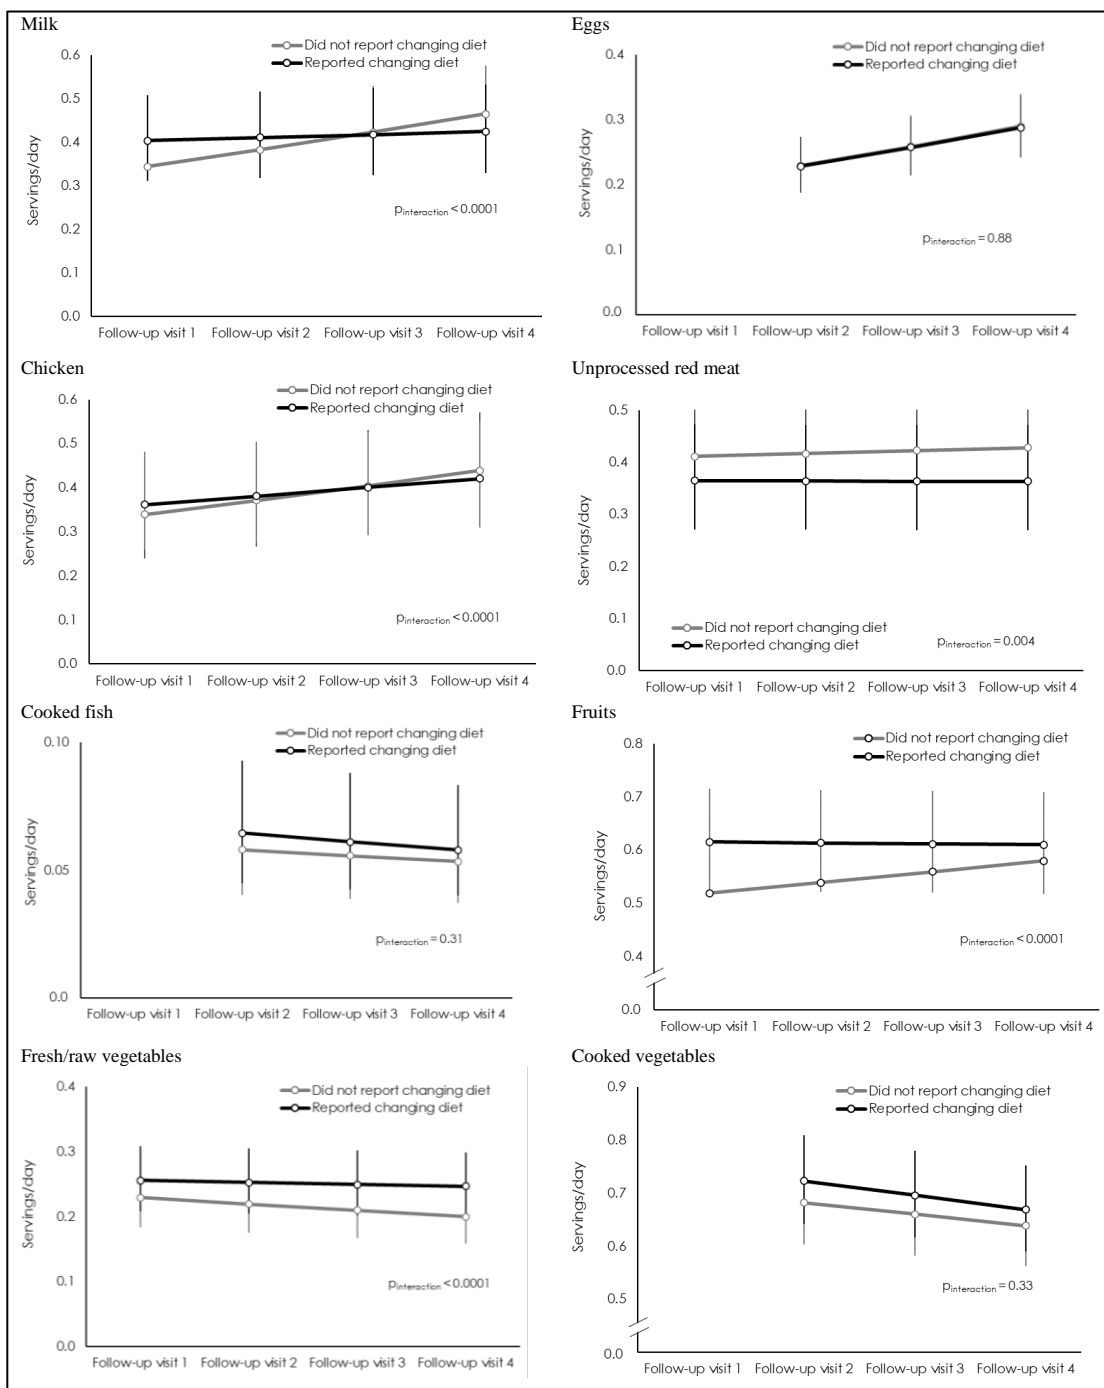 Milk
Did not report changing diet
Reported changing diet
0.6
0.5
0.4
0.3
0.2
0.1
0.0
Servings/day
pinteraction < 0.0001
Follow-up visit 1 Follow-up visit 2 Follow-up visit 3 Follow-up visit 4
Eggs
Did not report changing diet
Reported changing diet
0.4
0.3
0.2
0.1
0.0
Servings/day
pinteraction = 0.88
Follow-up visit 1 Follow-up visit 2 Follow-up visit 3 Follow-up visit 4
Chicken
Did not report changing diet
Reported changing diet
0.6
0.5
0.4
0.3
0.2
0.1
0.0
Servings/day
pinteraction < 0.0001
Follow-up visit 1 Follow-up visit 2 Follow-up visit 3 Follow-up visit 4
Unprocessed red meat
0.5
0.4
0.3
0.2
0.1
0.0
Servings/day
Did not report changing diet
Reported changing diet
pinteraction = 0.004
Follow-up visit 1 Follow-up visit 2 Follow-up visit 3 Follow-up visit 4
Cooked fish
Did not report changing diet
Reported changing diet
0.10
0.05
0.0
Servings/day
pinteraction = 0.31
Follow-up visit 1 Follow-up visit 2 Follow-up visit 3 Follow-up visit 4
Fruits
Did not report changing diet
Reported changing diet
0.8
0.7
0.6
0.5
0.4
0.0
Servings/day
pinteraction <0.0001
Follow-up visit 1 Follow-up visit 2 Follow-up visit 3 Follow-up visit 4
Fresh/raw vegetables
Did not report changing diet
Reported changing diet
0.4
0.3
0.2
0.1
0.0
Servings/day
pinteraction < 0.0001
Follow-up visit 1 Follow-up visit 2 Follow-up visit 3 Follow-up visit 4
Cooked vegetables
Did not report changing diet
Reported changing diet
0.9
0.8
0.7
0.6
0.5
0.0
Servings/day
pinteraction = 0.33
Follow-up visit 1 Follow-up visit 2 Follow-up visit 3 Follow-up visit 4